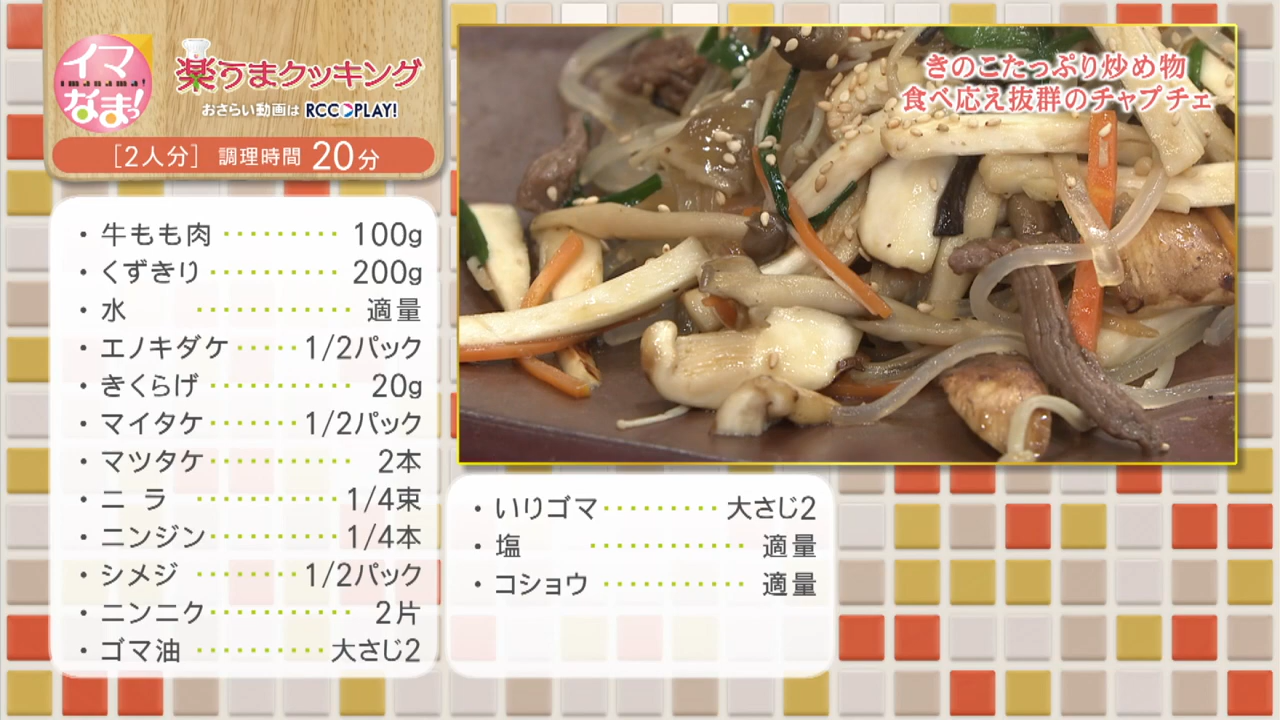 イマ
imanama!
なまっ!
楽うまクッキング
おさらい動画は RCC PLAY!
[2人分] 調理時間 20分
きのこたっぷり炒め物
食べ応え抜群のチャプチェ
・牛もも肉 ········· 100g
・くずきり ·········· 200g
・水 ············ 適量
・エノキダケ ····· 1/2パック
・きくらげ ·········· 20g
・マイタケ ······· 1/2パック
・マツタケ ··········· 2本
・ニラ ··········· 1/4束
・ニンジン ·········· 1/4本
・シメジ ········ 1/2パック
・ニンニク ··········· 2片
・ゴマ油 ·········· 大さじ2
・いりゴマ ········· 大さじ2
・塩 ············ 適量
・コショウ ··········· 適量